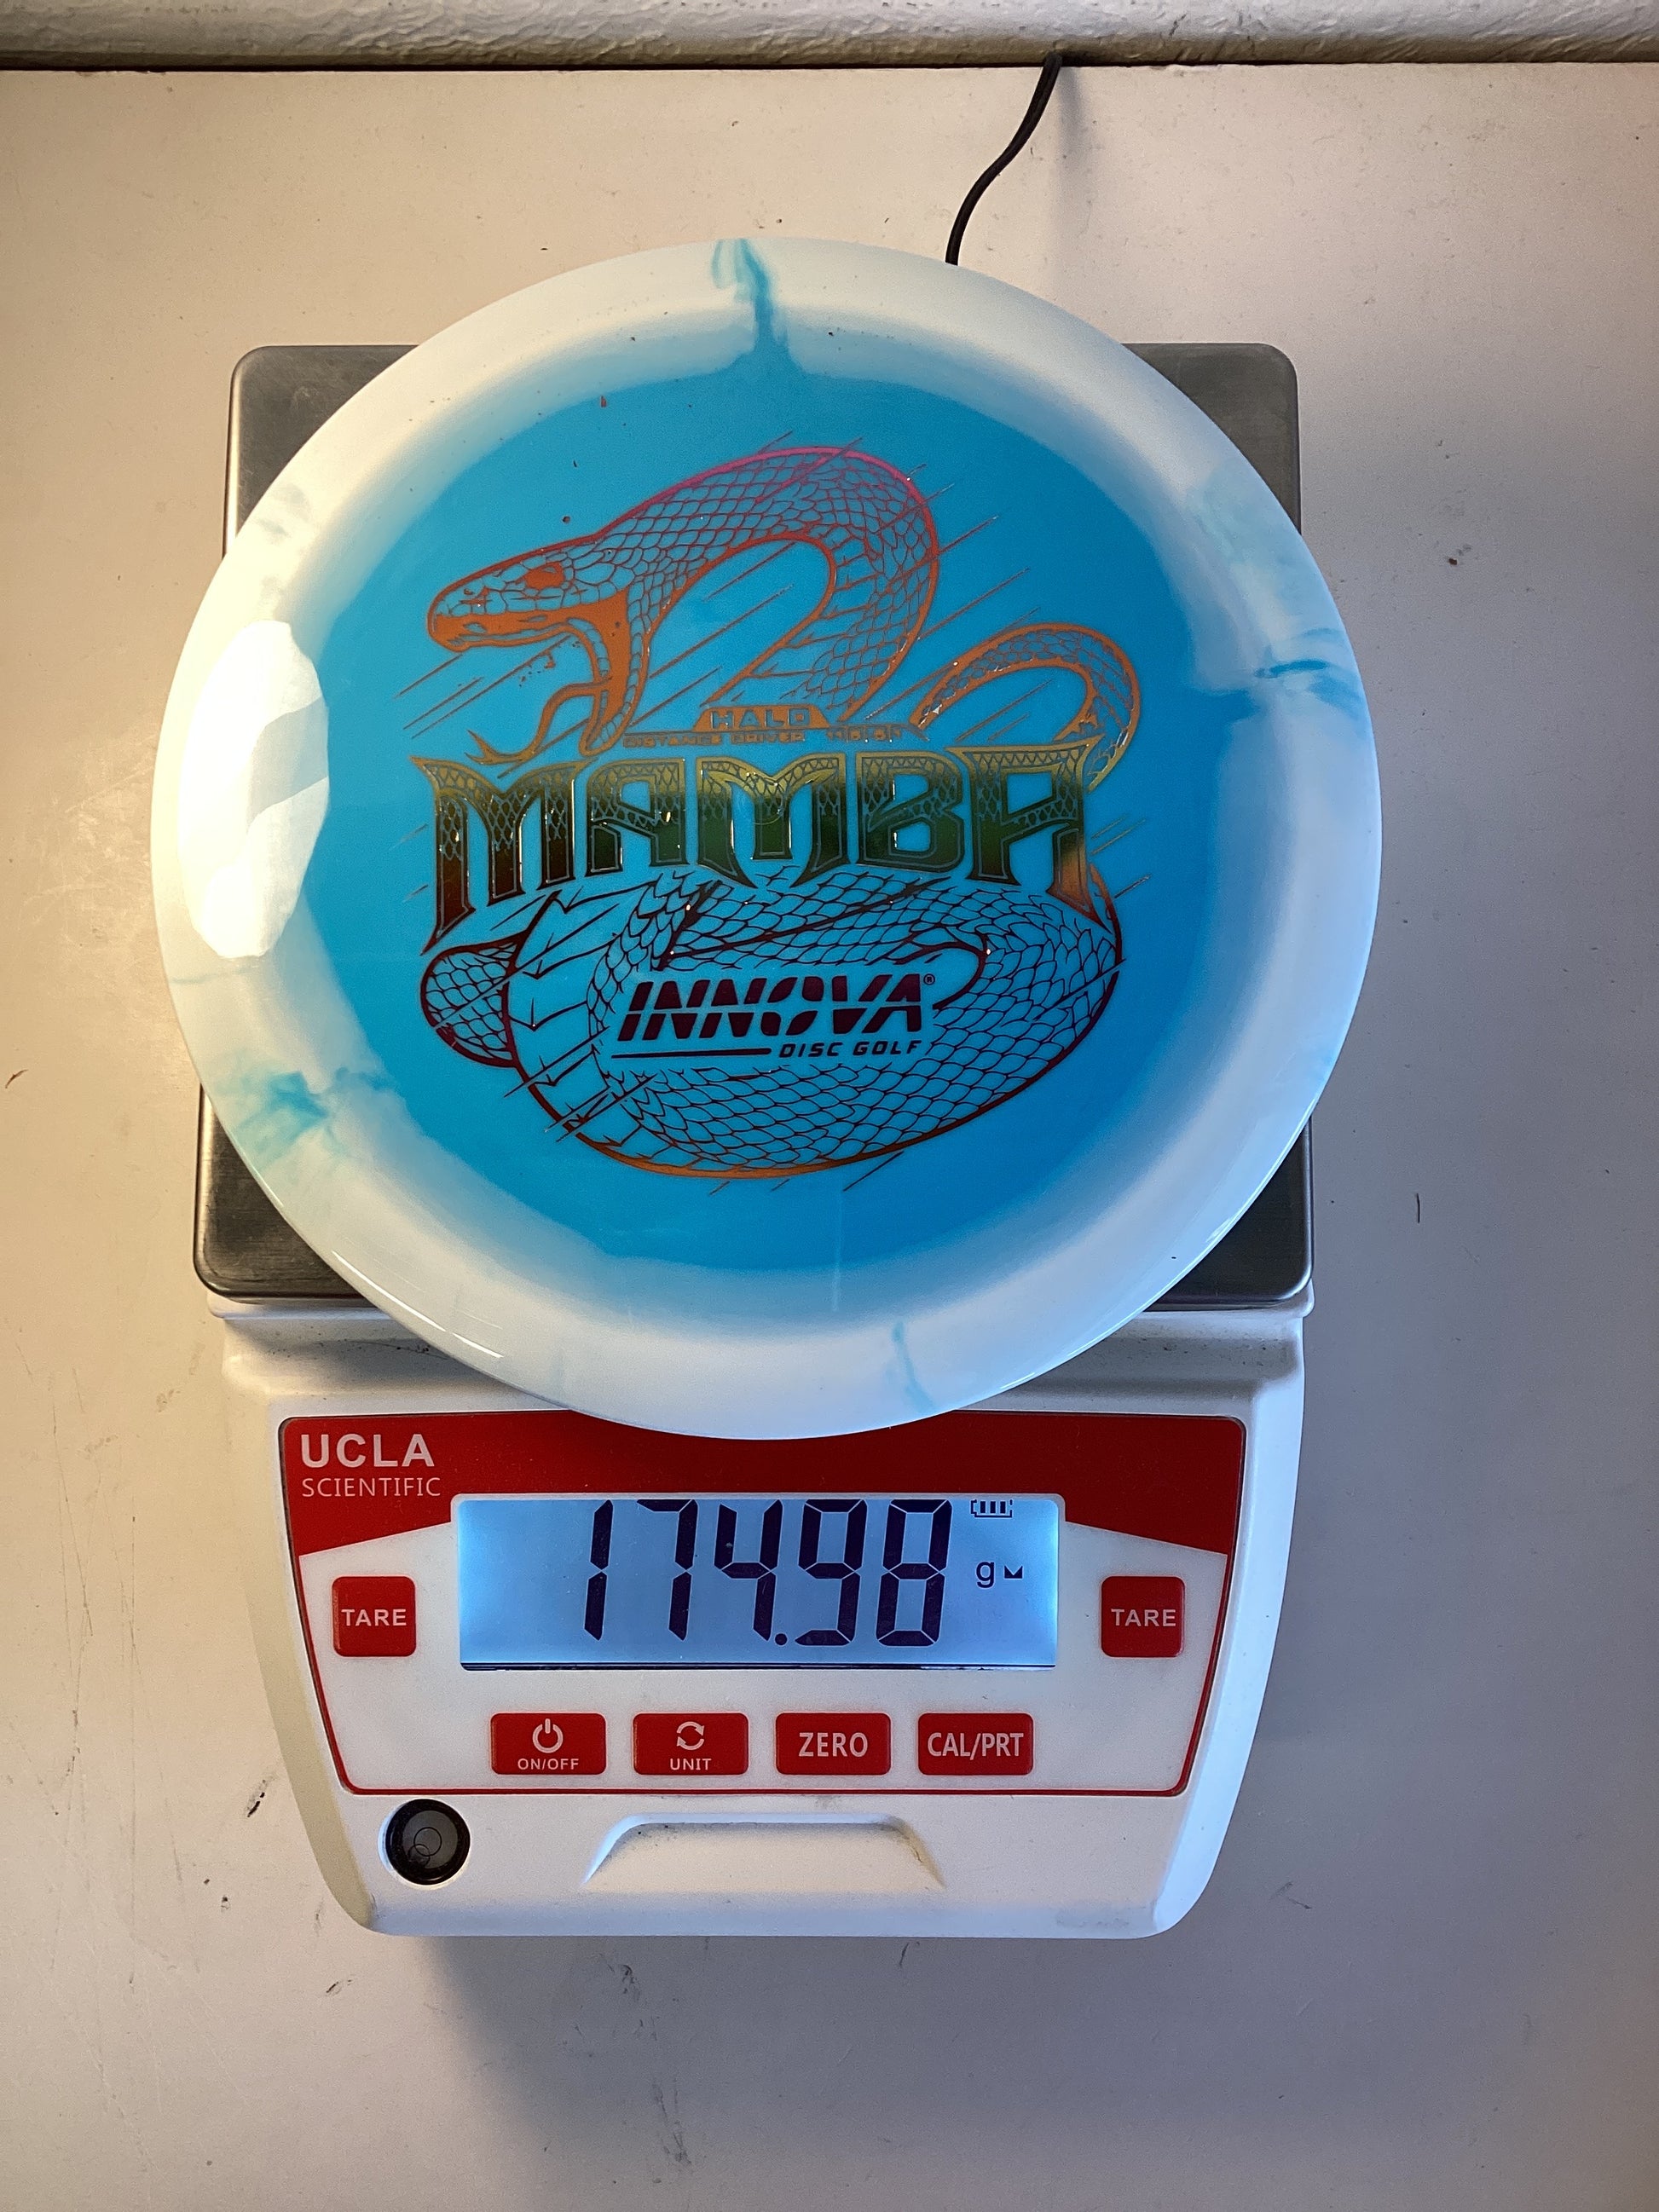 HALO
DISTANCE DRIVER
MAMBA
INNOVA®
DISC GOLF
UCLA
SCIENTIFIC
174.98 g
TARE
TARE
ON/OFF
UNIT
ZERO
CAL/PRT